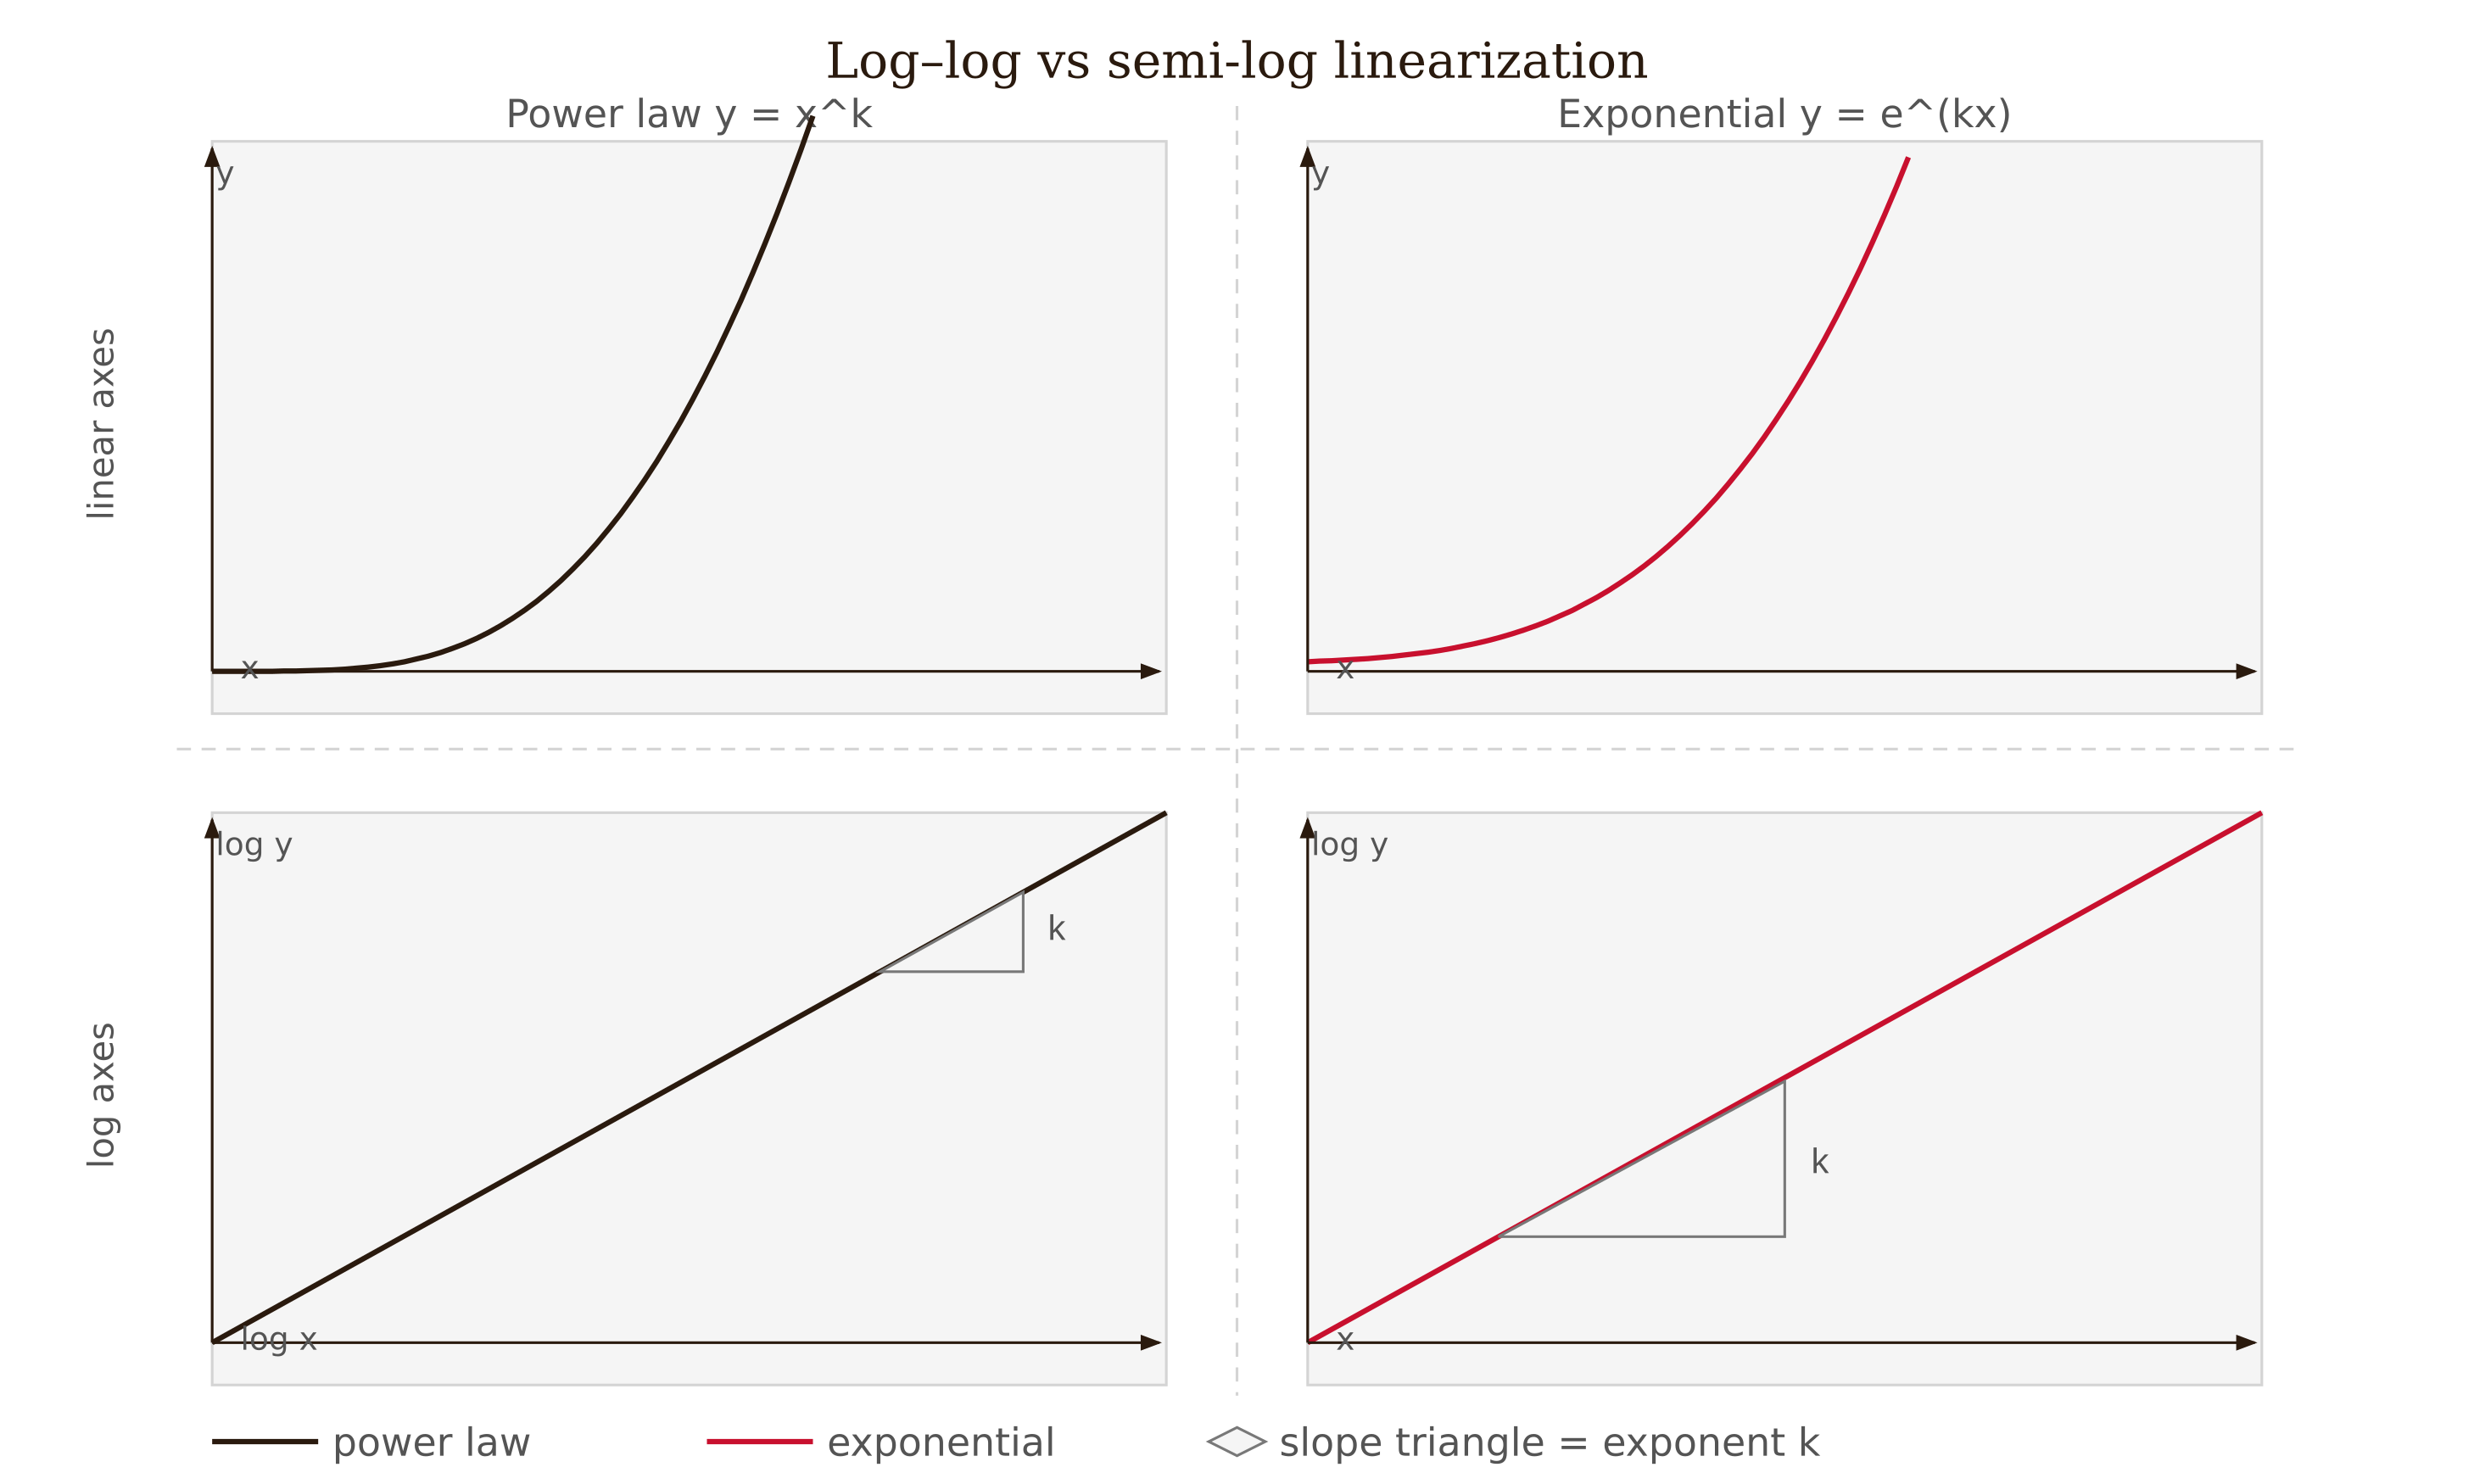 Log–log vs semi-log linearization
Power law y = x^k
Exponential y = e^(kx)
y
y
linear axes
x
x
log y
log y
k
k
log axes
log x
x
power law
exponential
slope triangle = exponent k